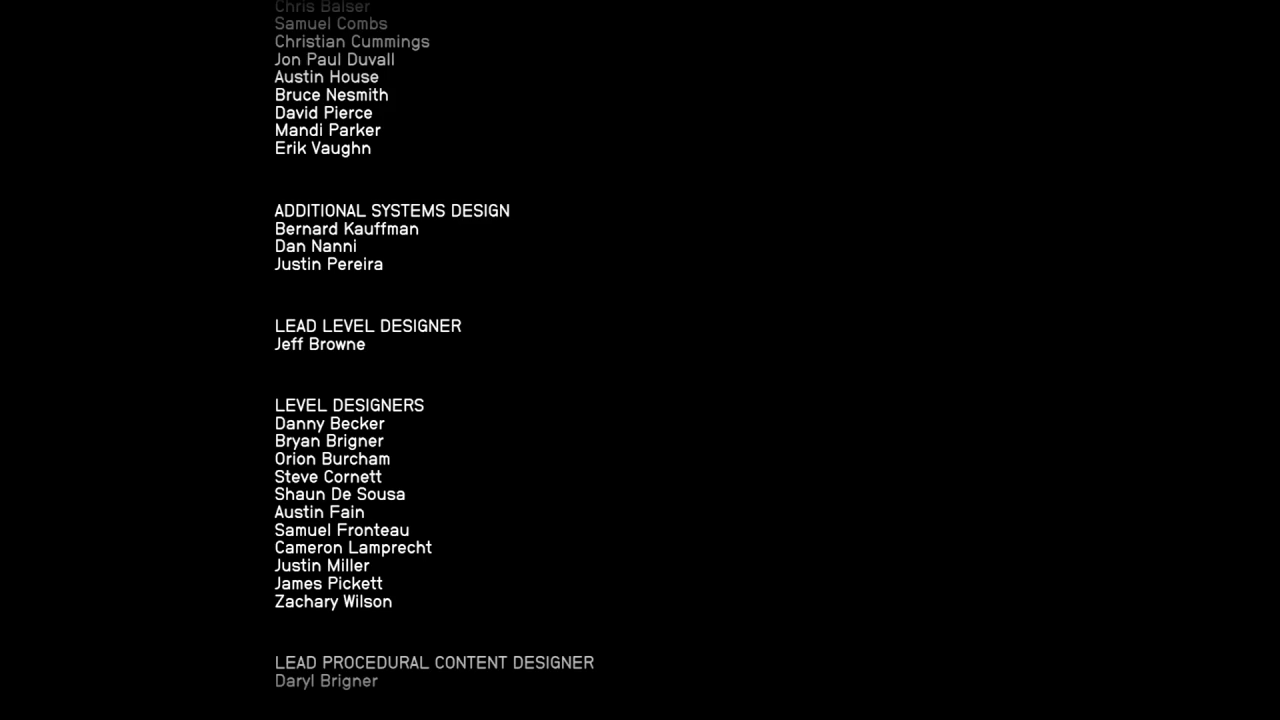 Chris Balser
Samuel Combs
Christian Cummings
Jon Paul Duvall
Austin House
Bruce Nesmith
David Pierce
Mandi Parker
Erik Vaughn
ADDITIONAL SYSTEMS DESIGN
Bernard Kauffman
Dan Nanni
Justin Pereira
LEAD LEVEL DESIGNER
Jeff Browne
LEVEL DESIGNERS
Danny Becker
Bryan Brigner
Orion Burcham
Steve Cornett
Shaun De Sousa
Austin Fain
Samuel Fronteau
Cameron Lamprecht
Justin Miller
James Pickett
Zachary Wilson
LEAD PROCEDURAL CONTENT DESIGNER
Daryl Brigner